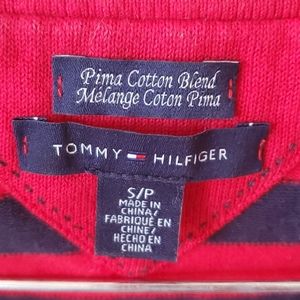 Pima Cotton Blend
Mélange Coton Pima
TOMMY HILFIGER
S/P
MADE IN
CHINA/
FABRIQUÉ EN
CHINE/
HECHO EN
CHINA